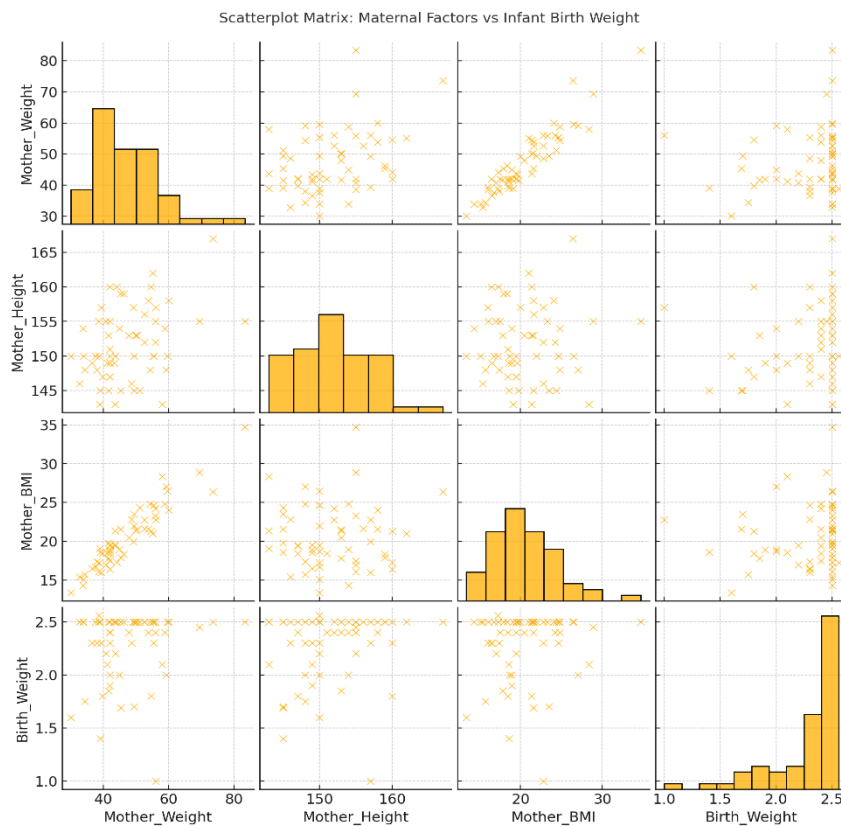 Scatterplot Matrix: Maternal Factors vs Infant Birth Weight
Mother_Weight
80
70
60
50
40
30
Mother_Height
165
160
155
150
145
Mother_BMI
35
30
25
20
15
Birth_Weight
2.5
2.0
1.5
1.0
40 60 80
150 160
20 30
1.0 1.5 2.0 2.5
Mother_Weight Mother_Height Mother_BMI Birth_Weight